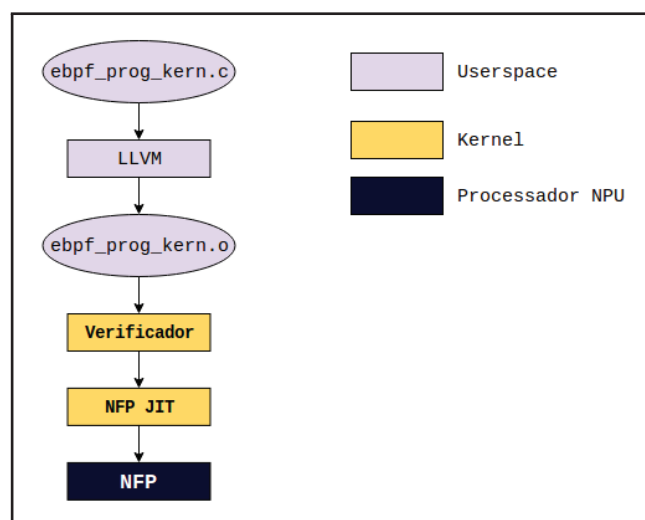 ebpf_prog_kern.c
LLVM
ebpf_prog_kern.o
Verificador
NFP JIT
NFP
Userspace
Kernel
Processador NPU